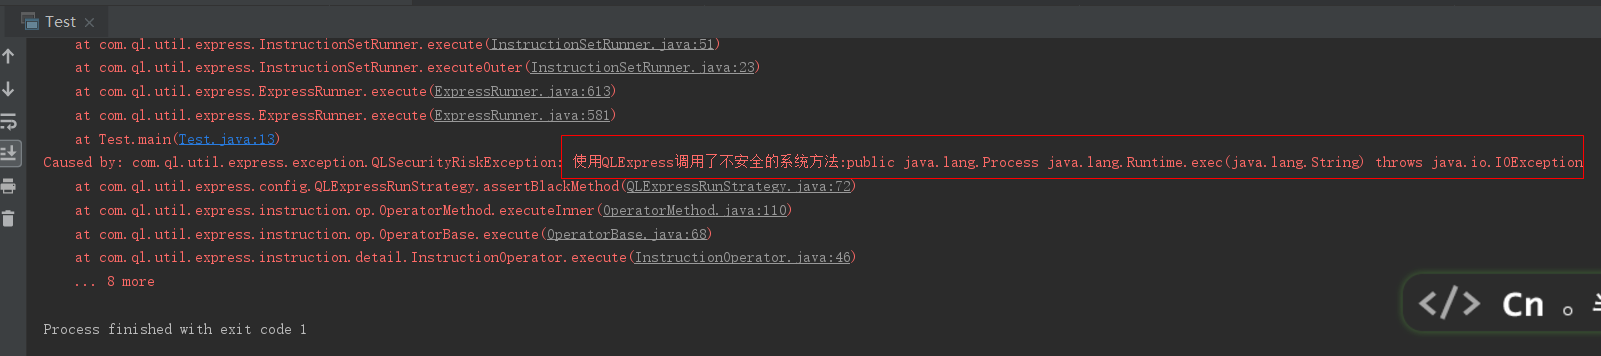 Test
at com.ql.util.express.InstructionSetRunner.execute(InstructionSetRunner.java:51)
at com.ql.util.express.InstructionSetRunner.executeOuter(InstructionSetRunner.java:23)
at com.ql.util.express.ExpressRunner.execute(ExpressRunner.java:613)
at com.ql.util.express.ExpressRunner.execute(ExpressRunner.java:581)
at Test.main(Test.java:13)
Caused by: com.ql.util.express.exception.QLSecurityRiskException: 使用QLExpress调用了不安全的系统方法:public java.lang.Process java.lang.Runtime.exec(java.lang.String) throws java.io.IOException
at com.ql.util.express.config.QLExpressRunStrategy.assertBlackMethod(QLExpressRunStrategy.java:72)
at com.ql.util.express.instruction.op.OperatorMethod.executeInner(OperatorMethod.java:110)
at com.ql.util.express.instruction.op.OperatorBase.execute(OperatorBase.java:68)
at com.ql.util.express.instruction.detail.InstructionOperator.execute(InstructionOperator.java:46)
... 8 more
</> Cn 。
Process finished with exit code 1